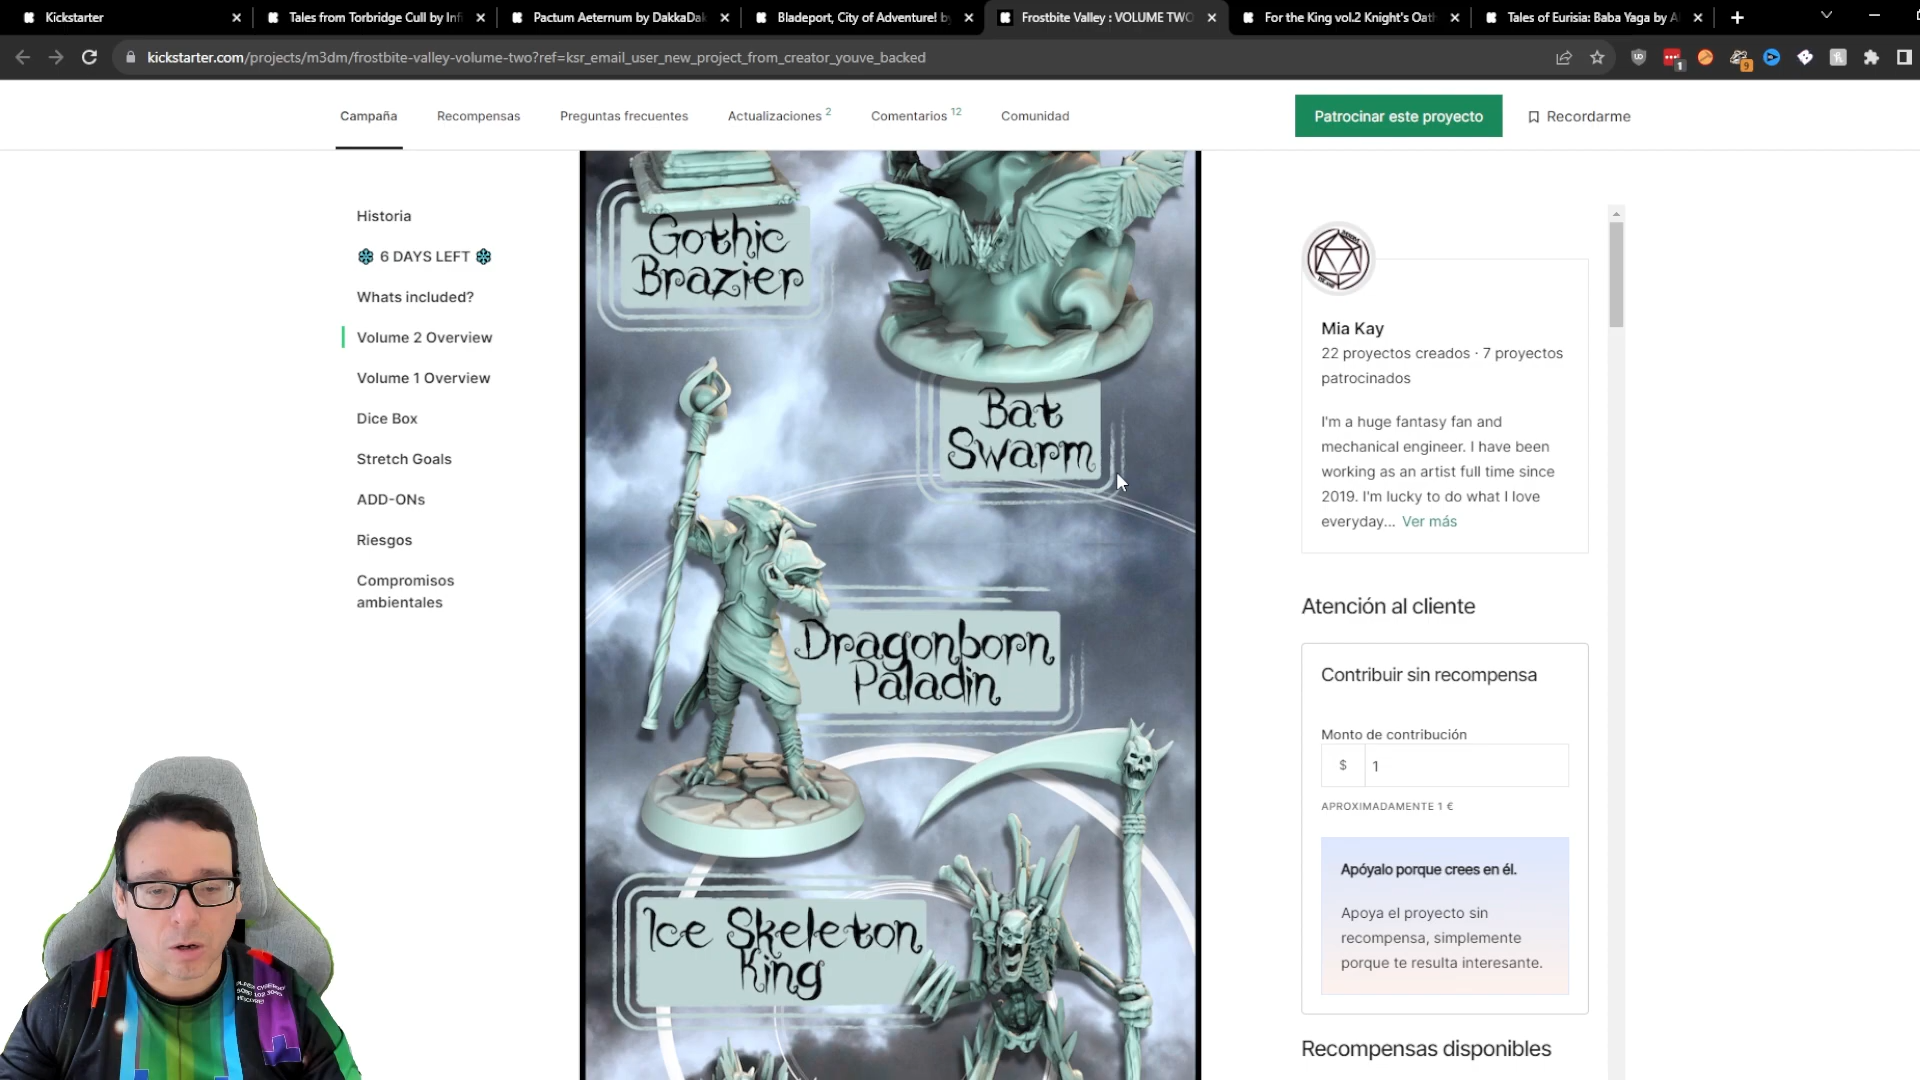 Kickstarter
Tales from Torbridge Cull by Infi
Pactum Aeternum by DakkaDak
Bladeport, City of Adventure! b
Frostbite Valley : VOLUME TWO
For the King vol.2 Knight's Oath
Tales of Eurisia: Baba Yaga by A
kickstarter.com/projects/m3dm/frostbite-valley-volume-two?ref=ksr_email_user_new_project_from_creator_youve_backed
1
9
Campaña
Recompensas
Preguntas frecuentes
Actualizaciones 2
Comentarios 12
Comunidad
Patrocinar este proyecto
Recordarme
Historia
6 DAYS LEFT
Whats included?
Volume 2 Overview
Volume 1 Overview
Dice Box
Stretch Goals
ADD-ONs
Riesgos
Compromisos
ambientales
Gothic
Brazier
Bat
Swarm
Dragonborn
Paladin
Ice Skeleton
King
Mia Kay
22 proyectos creados · 7 proyectos
patrocinados
I'm a huge fantasy fan and
mechanical engineer. I have been
working as an artist full time since
2019. I'm lucky to do what I love
everyday... Ver más
Atención al cliente
Contribuir sin recompensa
Monto de contribución
$ 1
APROXIMADAMENTE 1 €
Apóyalo porque crees en él.
Apoya el proyecto sin
recompensa, simplemente
porque te resulta interesante.
Recompensas disponibles